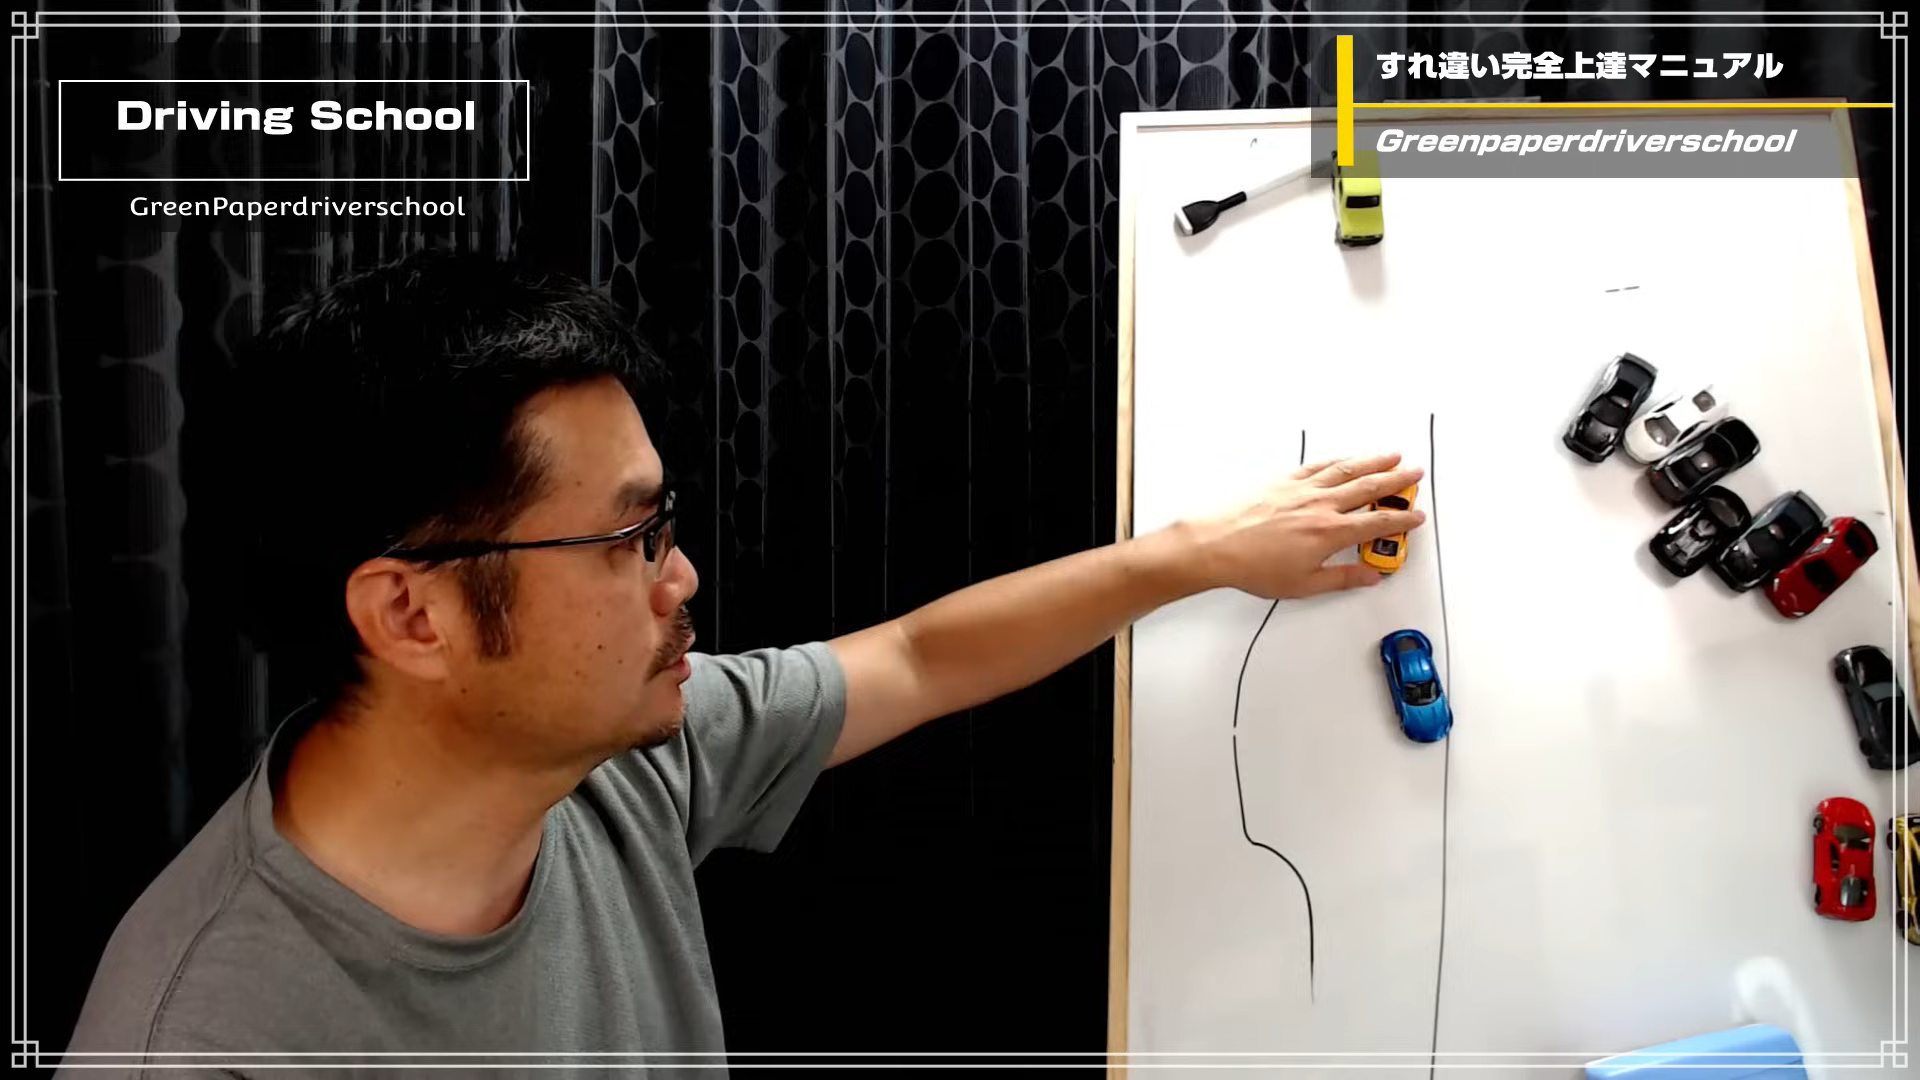 Driving School
GreenPaperdriverschool
すれ違い完全上達マニュアル
Greenpaperdriverschool